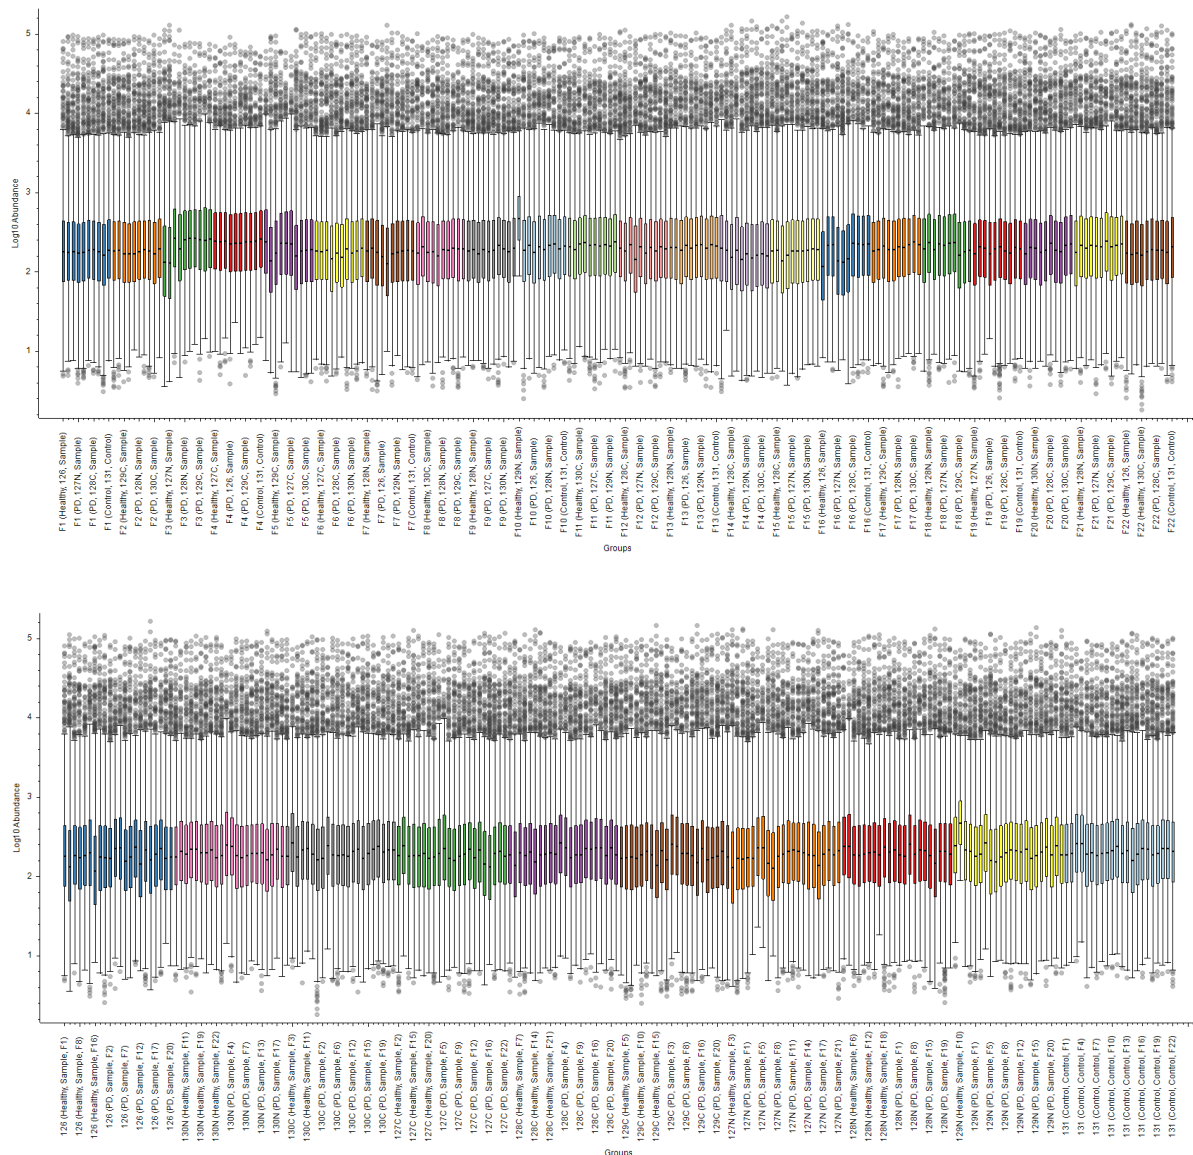 5
4
3
2
1
Log10 Abundance
F1 (Healthy, 126, Sample)
F1 (PD, 127N, Sample)
F1 (PD, 128C, Sample)
F1 (Control, 131, Control)
F2 (Healthy, 129C, Sample)
F2 (PD, 128N, Sample)
F2 (PD, 130C, Sample)
F3 (Healthy, 127N, Sample)
F3 (PD, 128N, Sample)
F3 (PD, 129C, Sample)
F4 (Healthy, 127C, Sample)
F4 (PD, 126, Sample)
F4 (PD, 129C, Sample)
F4 (Control, 131, Control)
F5 (Healthy, 129C, Sample)
F5 (PD, 127C, Sample)
F5 (PD, 130C, Sample)
F6 (Healthy, 127C, Sample)
F6 (PD, 128C, Sample)
F6 (PD, 130N, Sample)
F7 (Healthy, 128N, Sample)
F7 (PD, 126, Sample)
F7 (PD, 129N, Sample)
F7 (Control, 131, Control)
F8 (Healthy, 130C, Sample)
F8 (PD, 128N, Sample)
F8 (PD, 129C, Sample)
F9 (Healthy, 126, Sample)
F9 (PD, 127C, Sample)
F9 (PD, 130N, Sample)
F10 (Healthy, 129N, Sample)
F10 (PD, 126, Sample)
F10 (PD, 128N, Sample)
F10 (Control, 131, Control)
F11 (Healthy, 130C, Sample)
F11 (PD, 127C, Sample)
F11 (PD, 129N, Sample)
F12 (Healthy, 128C, Sample)
F12 (PD, 127N, Sample)
F12 (PD, 129C, Sample)
F13 (Healthy, 128N, Sample)
F13 (PD, 126, Sample)
F13 (PD, 129N, Sample)
F13 (Control, 131, Control)
F14 (Healthy, 128C, Sample)
F14 (PD, 129N, Sample)
F14 (PD, 130C, Sample)
F15 (Healthy, 129C, Sample)
F15 (PD, 127N, Sample)
F15 (PD, 130N, Sample)
F16 (Healthy, 126, Sample)
F16 (PD, 127N, Sample)
F16 (PD, 128C, Sample)
F16 (Control, 131, Control)
F17 (Healthy, 129C, Sample)
F17 (PD, 128N, Sample)
F17 (PD, 130C, Sample)
F18 (Healthy, 128N, Sample)
F18 (PD, 127N, Sample)
F18 (PD, 129C, Sample)
F19 (Healthy, 127N, Sample)
F19 (PD, 126, Sample)
F19 (PD, 129C, Sample)
F19 (Control, 131, Control)
F20 (Healthy, 130N, Sample)
F20 (PD, 128C, Sample)
F20 (PD, 130C, Sample)
F21 (Healthy, 128N, Sample)
F21 (PD, 127N, Sample)
F21 (PD, 129C, Sample)
F22 (Healthy, 126, Sample)
F22 (Healthy, 130C, Sample)
F22 (PD, 129C, Sample)
F22 (Control, 131, Control)
Groups
5
4
3
2
1
Log10 Abundance
126 (Healthy, Sample, F1)
126 (Healthy, Sample, F8)
126 (Healthy, Sample, F16)
126 (PD, Sample, F2)
126 (PD, Sample, F7)
126 (PD, Sample, F12)
126 (PD, Sample, F17)
126 (PD, Sample, F20)
130N (Healthy, Sample, F11)
130N (Healthy, Sample, F19)
130N (Healthy, Sample, F22)
130N (PD, Sample, F4)
130N (PD, Sample, F7)
130N (PD, Sample, F13)
130N (PD, Sample, F17)
130C (Healthy, Sample, F3)
130C (Healthy, Sample, F11)
130C (PD, Sample, F2)
130C (PD, Sample, F6)
130C (PD, Sample, F12)
130C (PD, Sample, F15)
130C (PD, Sample, F19)
127C (Healthy, Sample, F2)
127C (Healthy, Sample, F15)
127C (Healthy, Sample, F20)
127C (PD, Sample, F5)
127C (PD, Sample, F9)
127C (PD, Sample, F12)
127C (PD, Sample, F16)
127C (PD, Sample, F22)
128C (Healthy, Sample, F7)
128C (Healthy, Sample, F14)
128C (Healthy, Sample, F21)
128C (PD, Sample, F4)
128C (PD, Sample, F9)
128C (PD, Sample, F16)
128C (PD, Sample, F20)
129C (Healthy, Sample, F5)
129C (Healthy, Sample, F10)
129C (Healthy, Sample, F15)
129C (PD, Sample, F3)
129C (PD, Sample, F8)
129C (PD, Sample, F16)
129C (PD, Sample, F20)
127N (Healthy, Sample, F3)
127N (PD, Sample, F1)
127N (PD, Sample, F5)
127N (PD, Sample, F8)
127N (PD, Sample, F11)
127N (PD, Sample, F14)
127N (PD, Sample, F17)
127N (PD, Sample, F21)
128N (Healthy, Sample, F6)
128N (Healthy, Sample, F12)
128N (Healthy, Sample, F18)
128N (PD, Sample, F1)
128N (PD, Sample, F8)
128N (PD, Sample, F15)
128N (PD, Sample, F19)
129N (Healthy, Sample, F10)
129N (PD, Sample, F1)
129N (PD, Sample, F5)
129N (PD, Sample, F8)
129N (PD, Sample, F12)
129N (PD, Sample, F15)
129N (PD, Sample, F20)
131 (Control, Control, F1)
131 (Control, Control, F4)
131 (Control, Control, F7)
131 (Control, Control, F10)
131 (Control, Control, F13)
131 (Control, Control, F16)
131 (Control, Control, F19)
131 (Control, Control, F22)
Groups